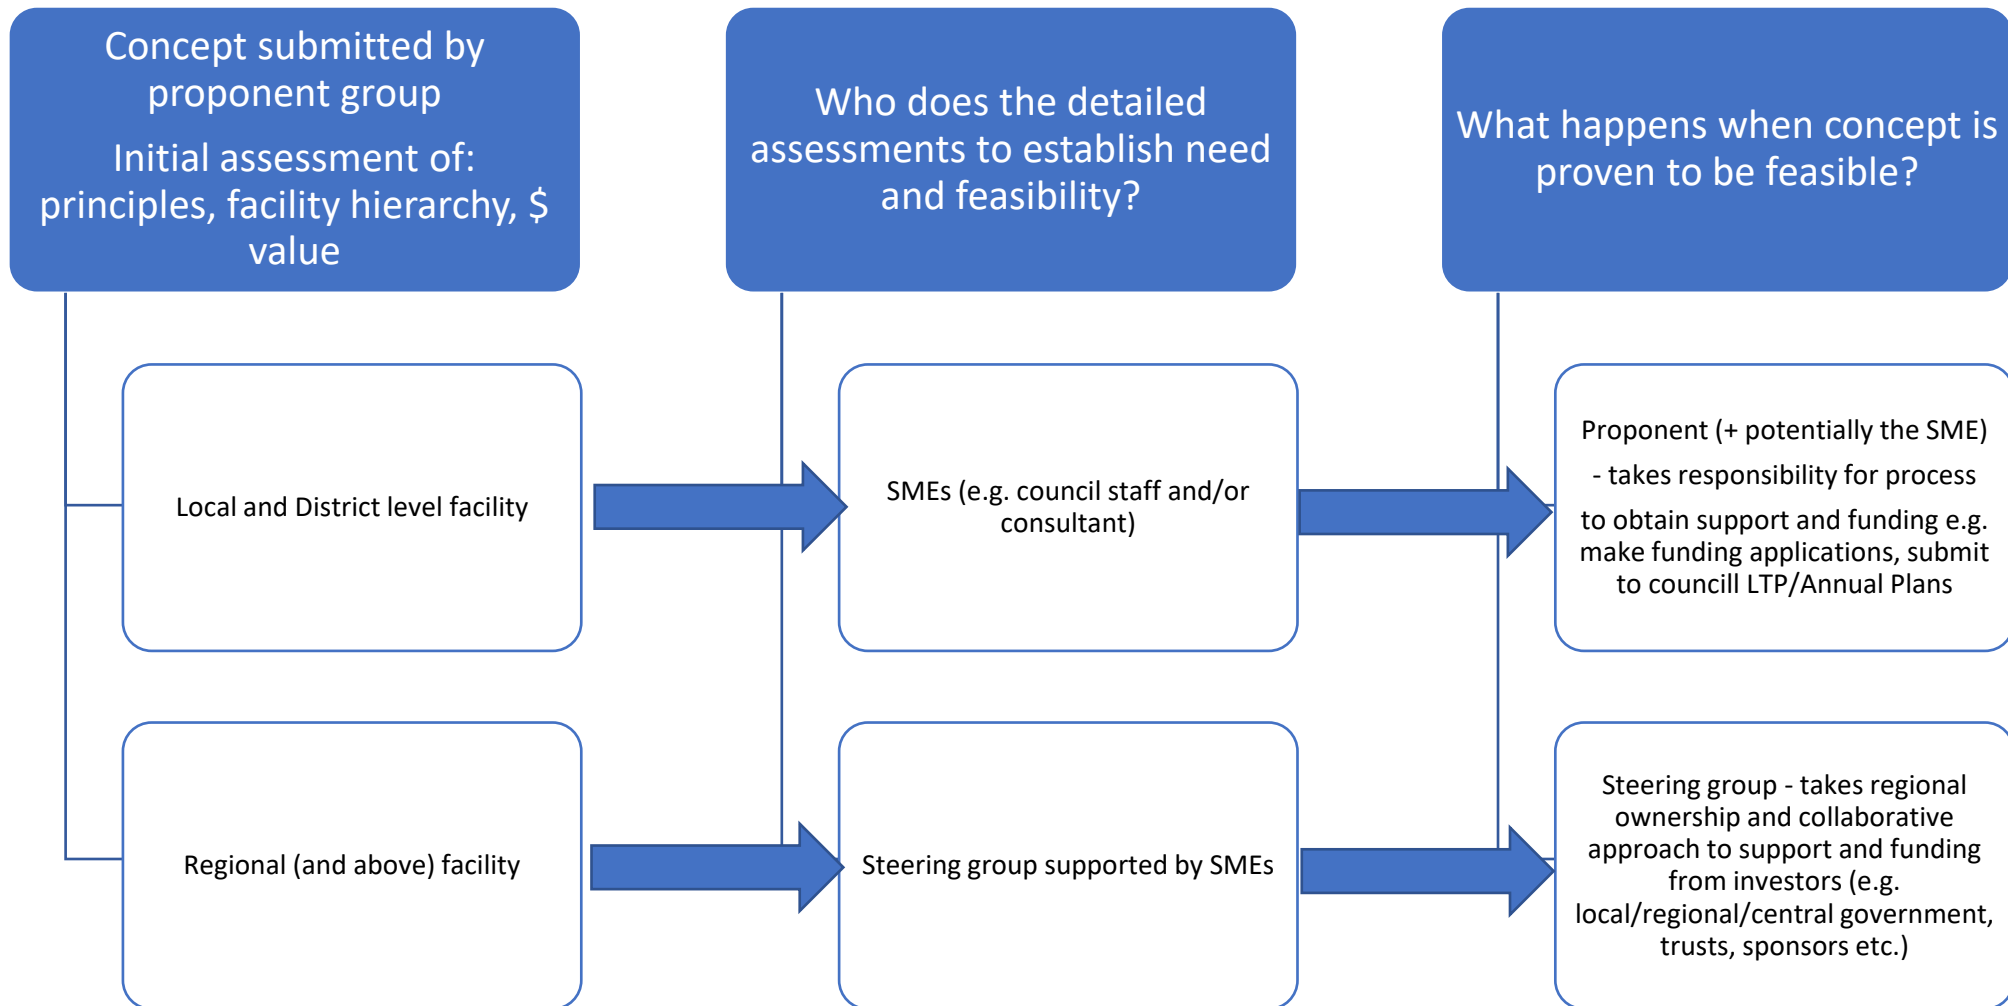 Concept submitted by
proponent group
Initial assessment of:
principles, facility hierarchy, $
value
Who does the detailed
assessments to establish need
and feasibility?
What happens when concept is
proven to be feasible?
Local and District level facility
SMEs (e.g. council staff and/or
consultant)
Proponent (+ potentially the SME)
- takes responsibility for process
to obtain support and funding e.g.
make funding applications, submit
to councill LTP/Annual Plans
Regional (and above) facility
Steering group supported by SMEs
Steering group - takes regional
ownership and collaborative
approach to support and funding
from investors (e.g.
local/regional/central government,
trusts, sponsors etc.)